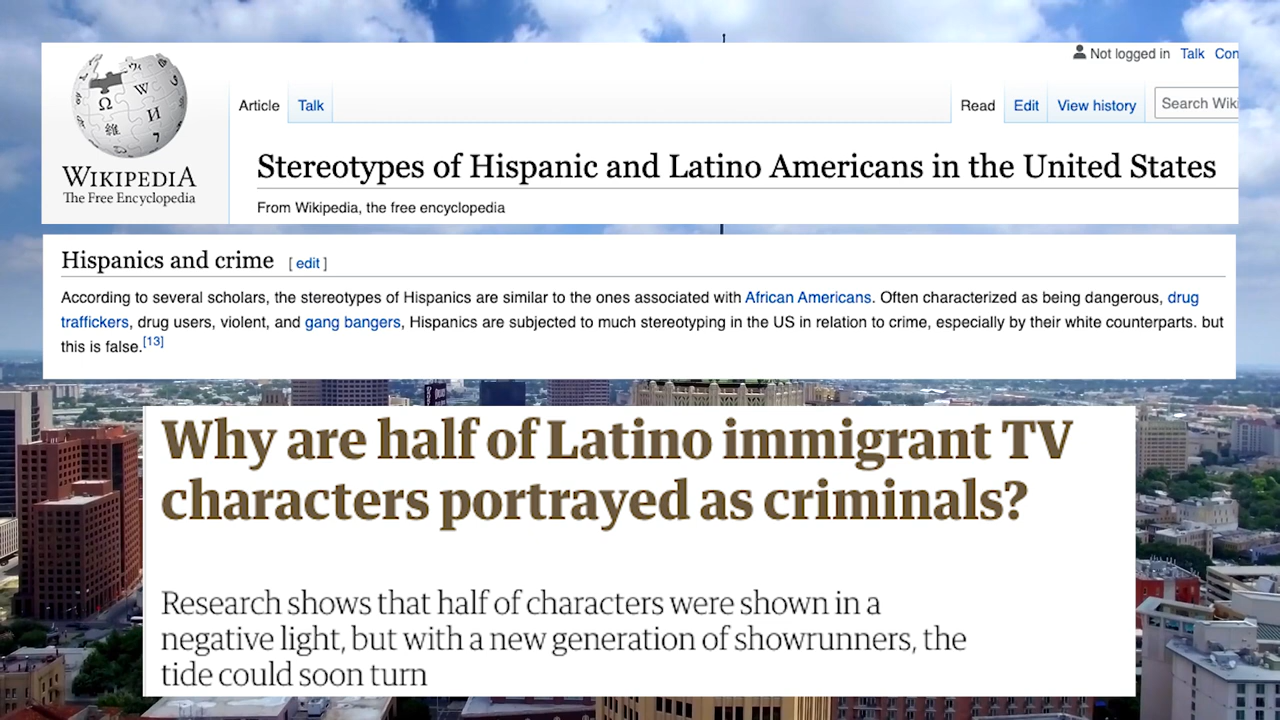 Not logged in Talk Con
Article Talk Read Edit View history Search Wiki
WIKIPEDIA
The Free Encyclopedia
Stereotypes of Hispanic and Latino Americans in the United States
From Wikipedia, the free encyclopedia
Hispanics and crime [ edit ]
According to several scholars, the stereotypes of Hispanics are similar to the ones associated with African Americans. Often characterized as being dangerous, drug
traffickers, drug users, violent, and gang bangers, Hispanics are subjected to much stereotyping in the US in relation to crime, especially by their white counterparts. but
this is false.[13]
Why are half of Latino immigrant TV
characters portrayed as criminals?
Research shows that half of characters were shown in a
negative light, but with a new generation of showrunners, the
tide could soon turn